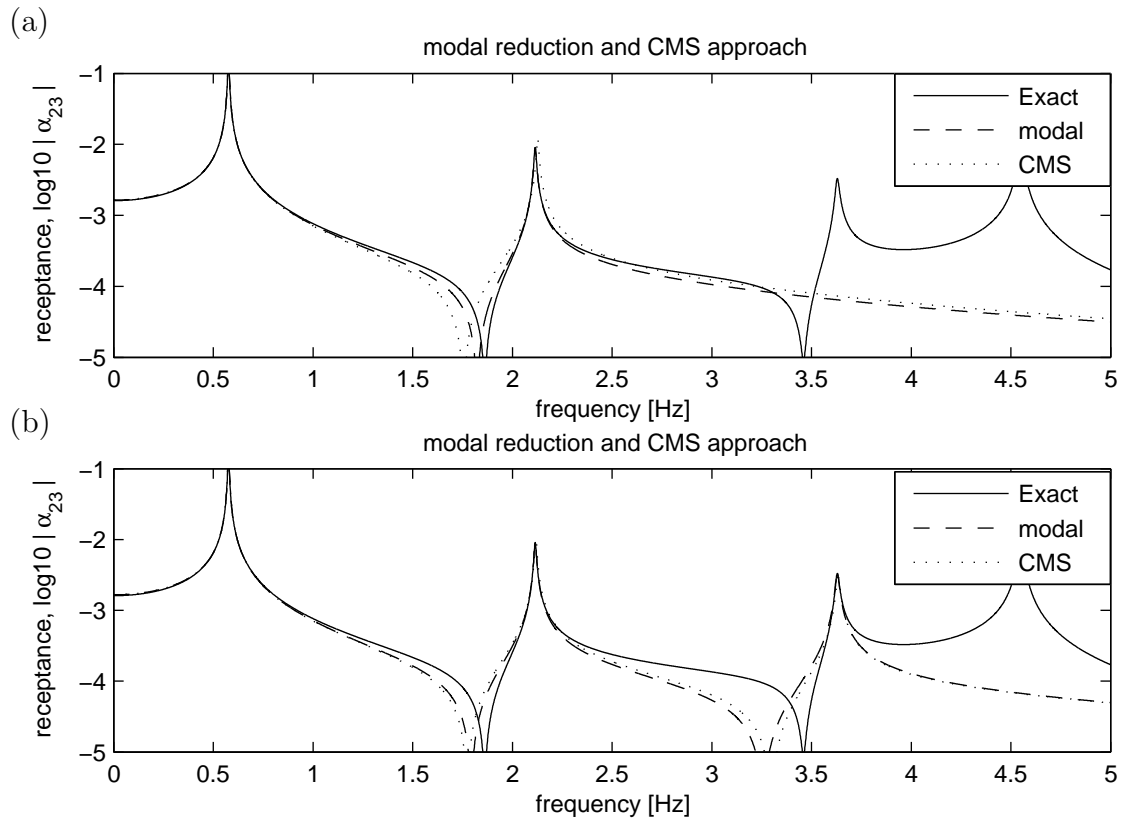 (a)
modal reduction and CMS approach
receptance, log10 | α23 |
−1
−2
−3
−4
−5
Exact
modal
CMS
0 0.5 1 1.5 2 2.5 3 3.5 4 4.5 5
frequency [Hz]
(b)
modal reduction and CMS approach
receptance, log10 | α23 |
−1
−2
−3
−4
−5
Exact
modal
CMS
0 0.5 1 1.5 2 2.5 3 3.5 4 4.5 5
frequency [Hz]